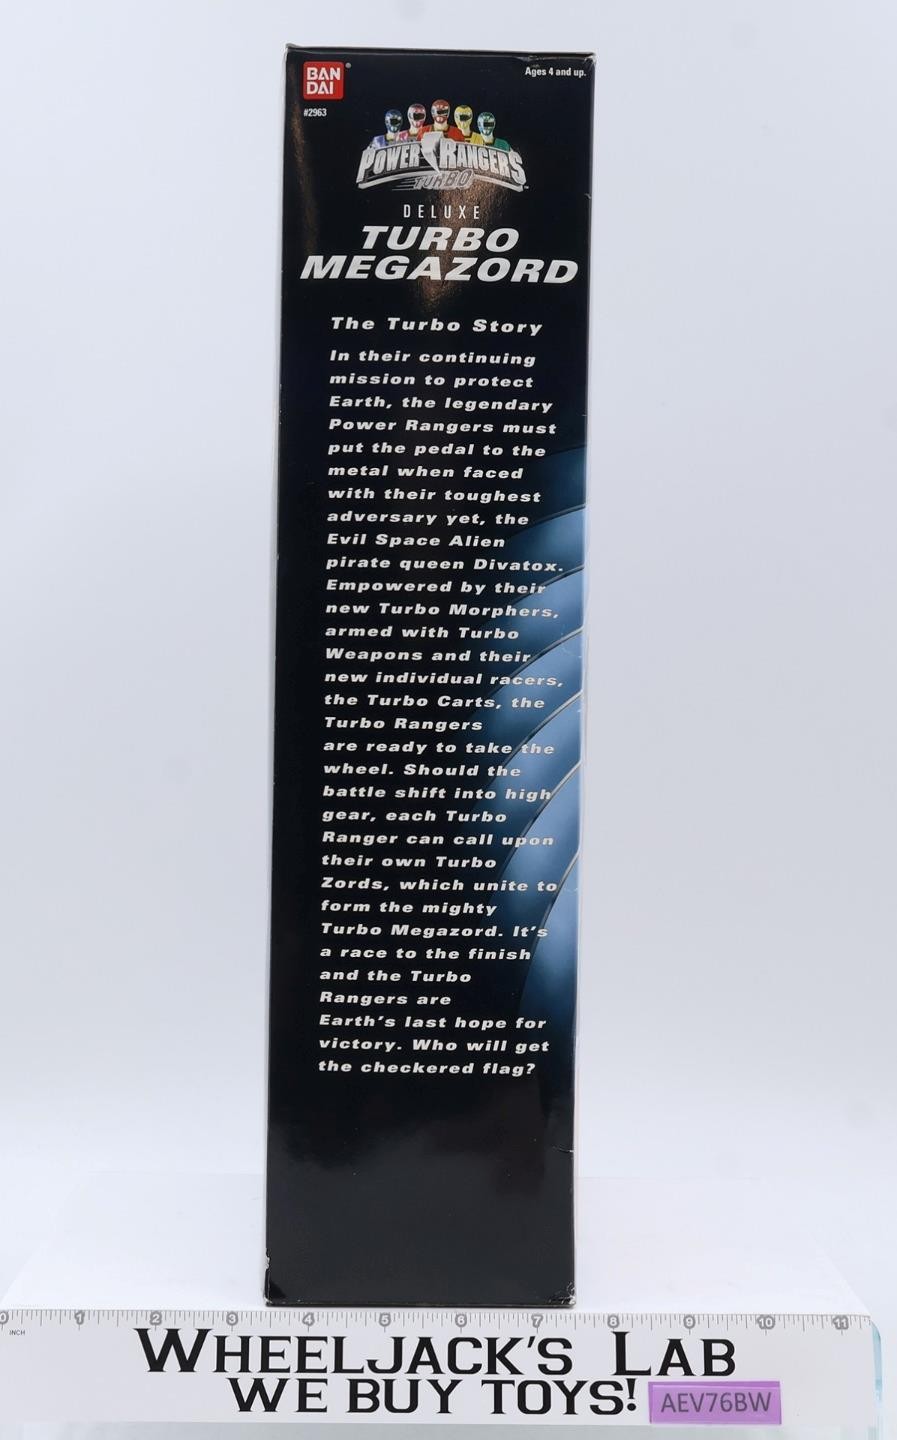 BAN
DAI
®
#2963
Ages 4 and up.
POWER RANGERS
TURBO
DELUXE
TURBO
MEGAZORD
The Turbo Story
In their continuing
mission to protect
Earth, the legendary
Power Rangers must
put the pedal to the
metal when faced
with their toughest
adversary yet, the
Evil Space Alien
pirate queen Divatox.
Empowered by their
new Turbo Morphers,
armed with Turbo
Weapons and their
new individual racers,
the Turbo Carts, the
Turbo Rangers
are ready to take the
wheel. Should the
battle shift into high
gear, each Turbo
Ranger can call upon
their own Turbo
Zords, which unite to
form the mighty
Turbo Megazord. It's
a race to the finish
and the Turbo
Rangers are
Earth's last hope for
victory. Who will get
the checkered flag?
0 1 2 3 4 5 6 7 8 9 10 11
INCH
WHEELJACK'S LAB
WE BUY TOYS!
AEV76BW